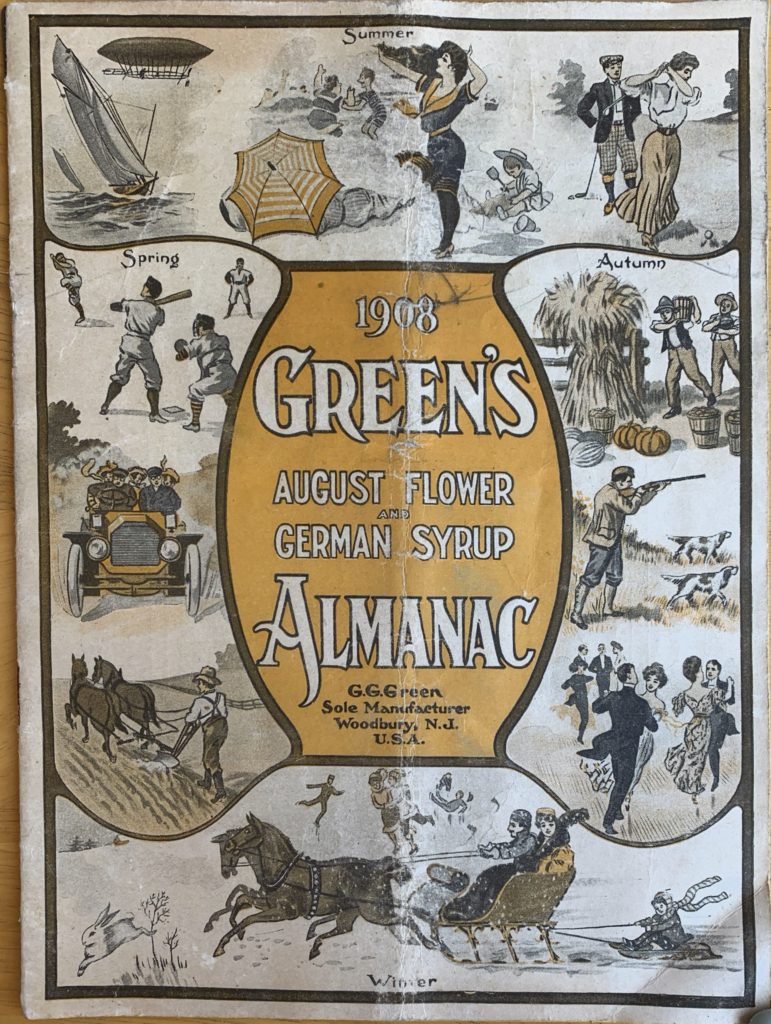 Summer
Spring
Autumn
1908
GREEN'S
AUGUST FLOWER
AND
GERMAN SYRUP
ALMANAC
G.G.Green
Sole Manufacturer
Woodbury, N.J.
U.S.A.
Winter